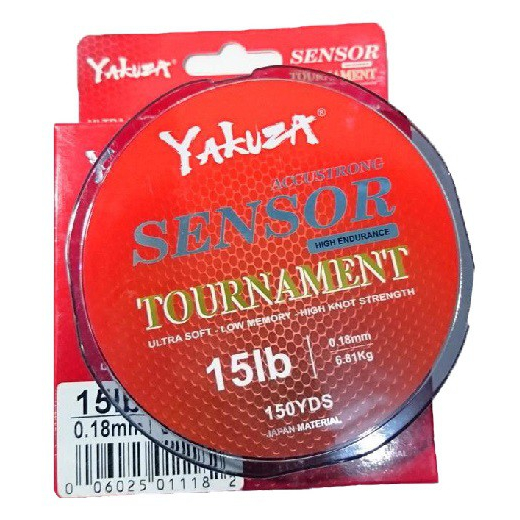 YAKUZA
SENSOR
TOURNAMENT
YAKUZA®
ACCUSTRONG
SENSOR
HIGH ENDURANCE
TOURNAMENT
ULTRA SOFT - LOW MEMORY - HIGH KNOT STRENGTH
15lb
0.18mm
6.81Kg
150YDS
JAPAN MATERIAL
15lb
0.18mm
0 06025 01118 2